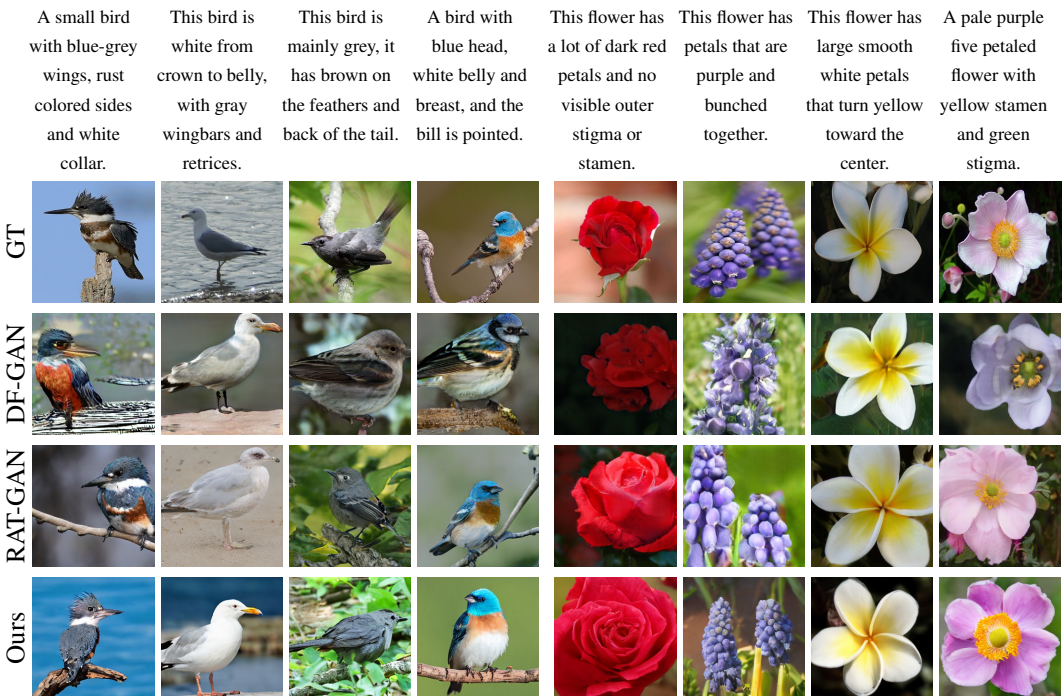 A small bird
with blue-grey
wings, rust
colored sides
and white
collar.
This bird is
white from
crown to belly,
with gray
wingbars and
retrices.
This bird is
mainly grey, it
has brown on
the feathers and
back of the tail.
A bird with
blue head,
white belly and
breast, and the
bill is pointed.
This flower has
a lot of dark red
petals and no
visible outer
stigma or
stamen.
This flower has
petals that are
purple and
bunched
together.
This flower has
large smooth
white petals
that turn yellow
toward the
center.
A pale purple
five petaled
flower with
yellow stamen
and green
stigma.
GT
DF-GAN
RAT-GAN
Ours